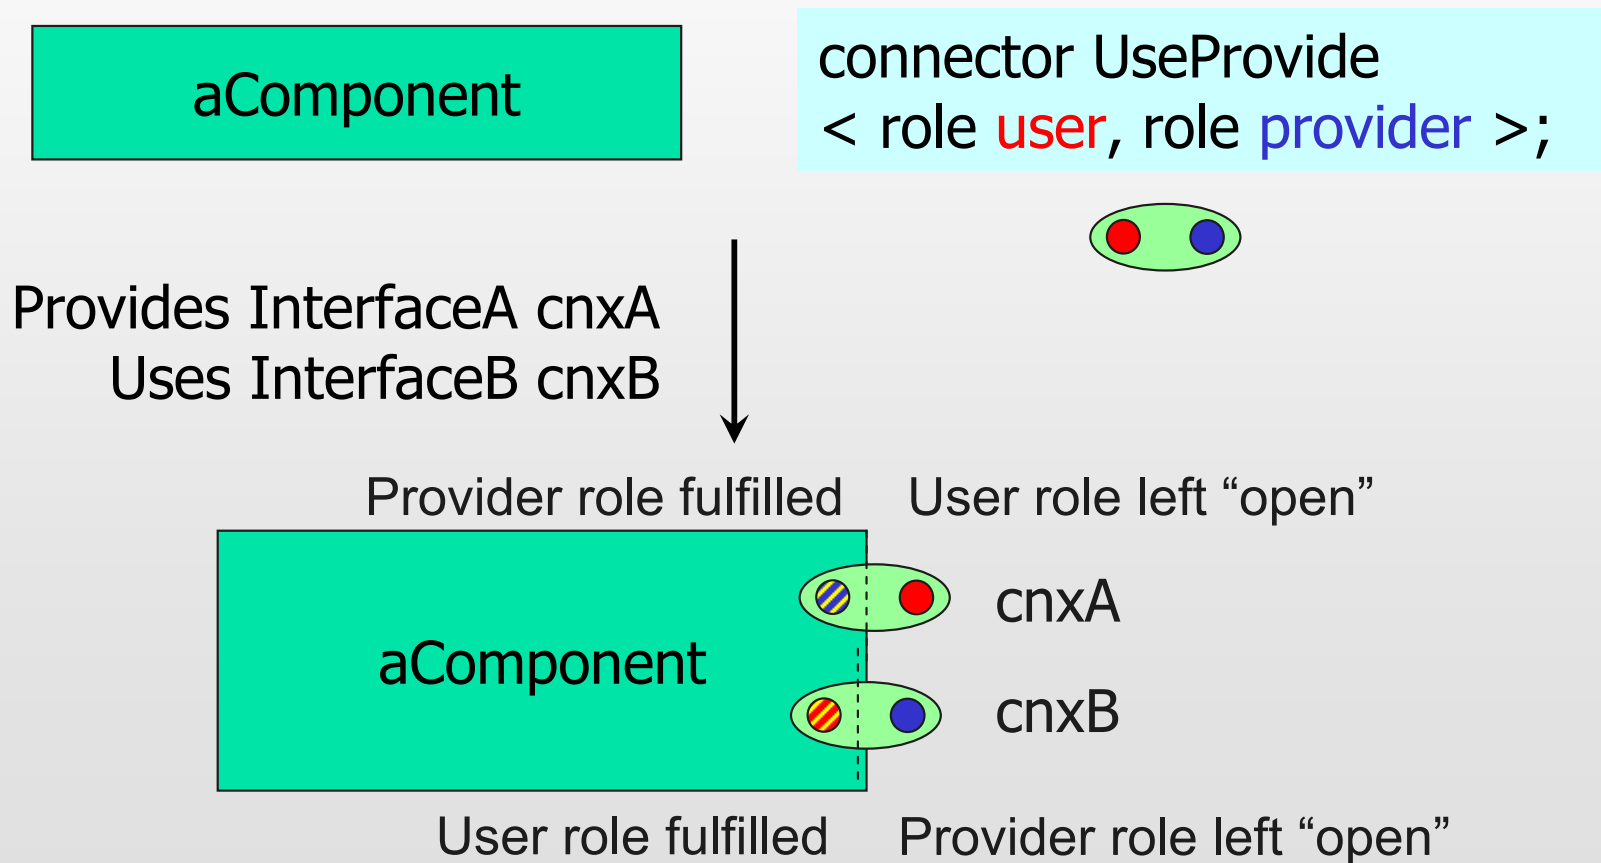 aComponent
connector UseProvide
< role user, role provider >;
Provides InterfaceA cnxA
Uses InterfaceB cnxB
Provider role fulfilled
User role left “open”
cnxA
aComponent
cnxB
User role fulfilled
Provider role left “open”